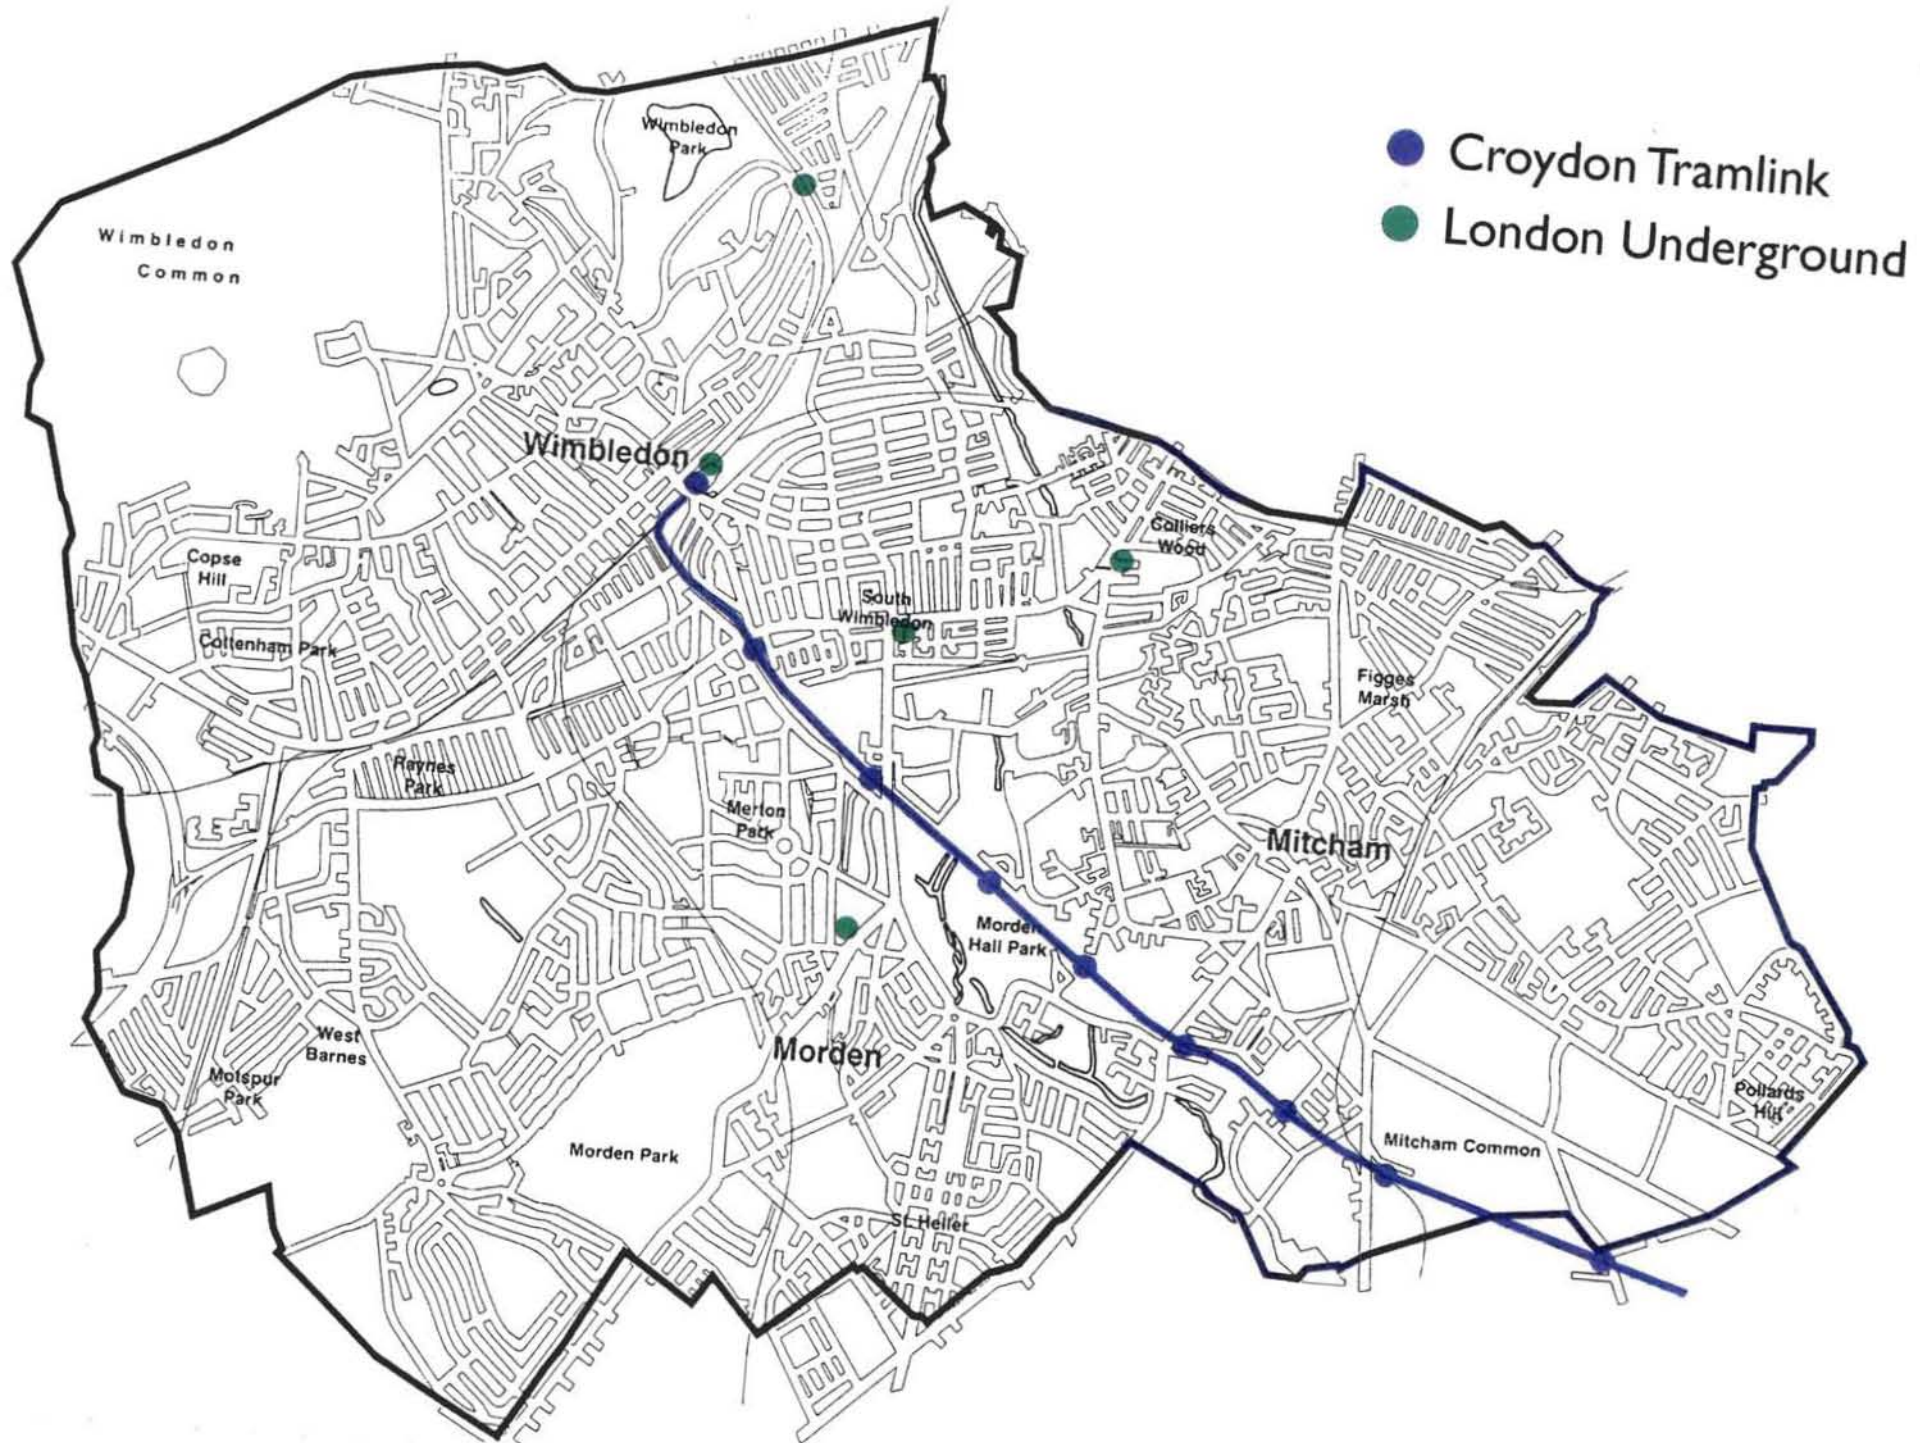 Wimbledon
Park
Croydon Tramlink
London Underground
Wimbledon
Common
Wimbledon
Colliers
Wood
Copse
Hill
South
Wimbledon
Cottenham Park
Figges
Marsh
Raynes
Park
Merton
Park
Mitcham
Morden
Hall Park
West
Barnes
Morden
Motspur
Park
Pollards
Hill
Mitcham Common
Morden Park
St. Helier